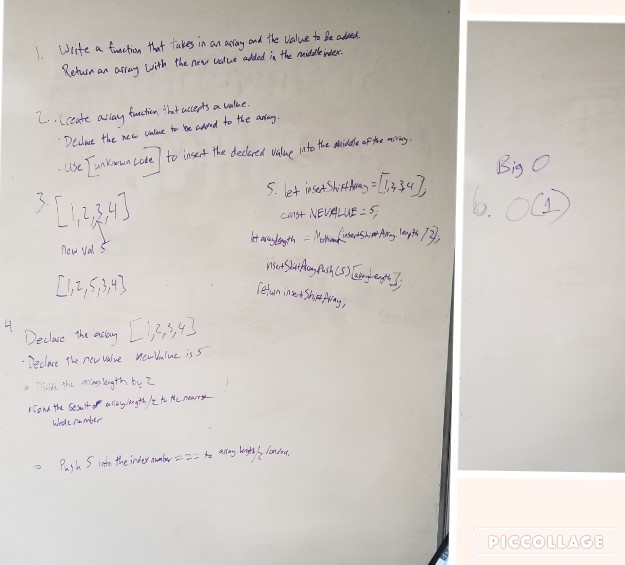 1. Write a function that takes in an array and the value to be added.
Return an array with the new value added in the middle index.
2. · Create array function that accepts a value.
· Declare the new value to be added to the array.
· Use [unknown code] to insert the declared value into the middle of the array.
3. [1,2,3,4]
new val 5
[1,2,5,3,4]
4 Declare the array [1,2,3,4]
· Declare the new value newValue is 5
· Divide the array length by 2
· round the result of array.length/2 to the nearest
whole number
· Push 5 into the index number === to array.length/2
5. let insertShiftArray = [1,2,3,4];
const NEVALUE = 5;
let arraylength = (insertShiftArray.length / 2);
insertShiftArray.push(5)[arraylength];
return insertShiftArray;
Big O
6. O(1)
PICCOLLAGE